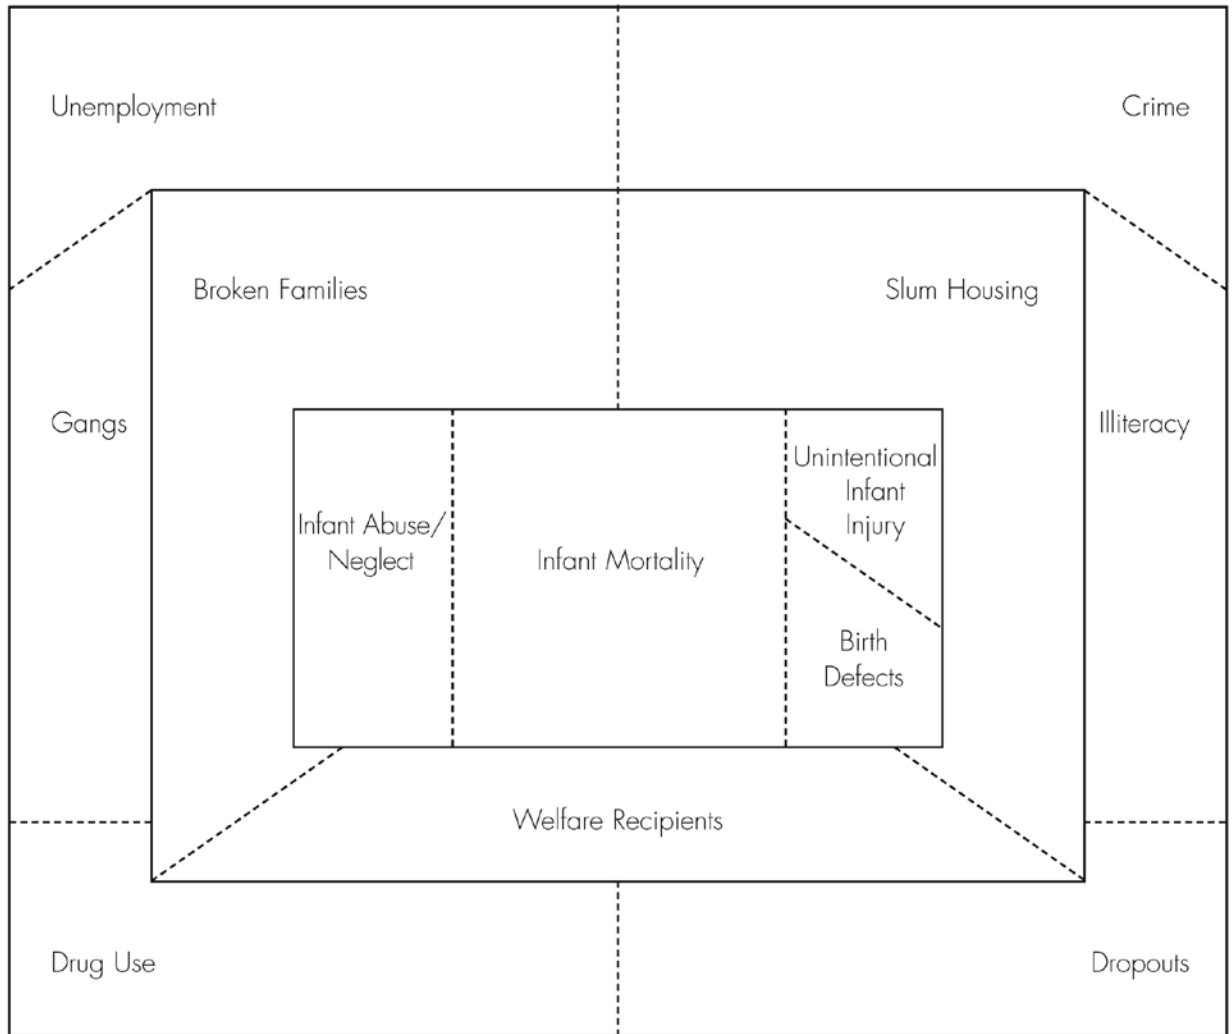 Unemployment
Crime
Broken Families
Slum Housing
Gangs
Illiteracy
Infant Abuse/
Neglect
Infant Mortality
Unintentional
Infant
Injury
Birth
Defects
Welfare Recipients
Drug Use
Dropouts